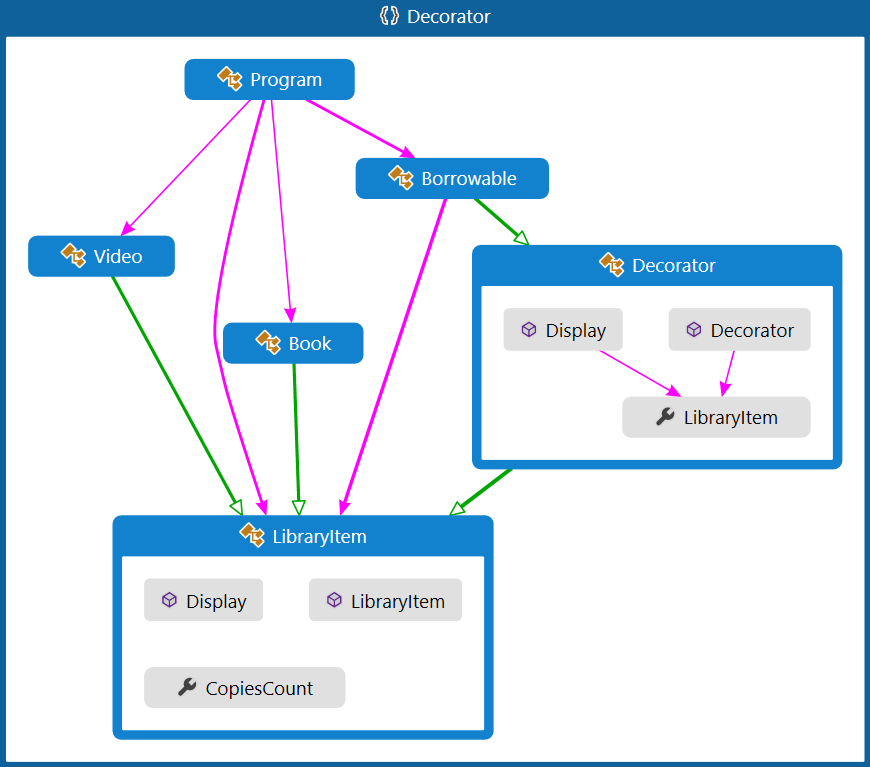 Decorator
Program
Borrowable
Video
Decorator
Display
Decorator
Book
LibraryItem
LibraryItem
Display
LibraryItem
CopiesCount